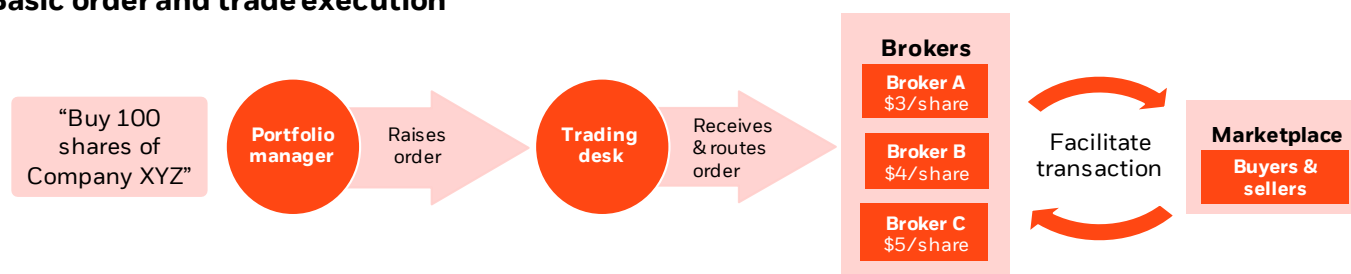 Basic order and trade execution
“Buy 100
shares of
Company XYZ”
Portfolio
manager
Raises
order
Trading
desk
Receives
& routes
order
Brokers
Broker A
$3/share
Broker B
$4/share
Broker C
$5/share
Facilitate
transaction
Marketplace
Buyers &
sellers